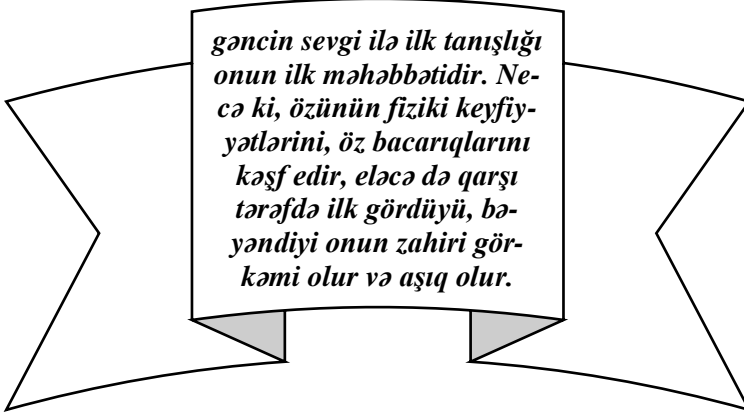 gəncin sevgi ilə ilk tanışlığı
onun ilk məhəbbətidir. Ne-
cə ki, özünün fiziki keyfiy-
yətlərini, öz bacarıqlarını
kəşf edir, eləcə də qarşı
tərəfdə ilk gördüyü, bə-
yəndiyi onun zahiri gör-
kəmi olur və aşıq olur.